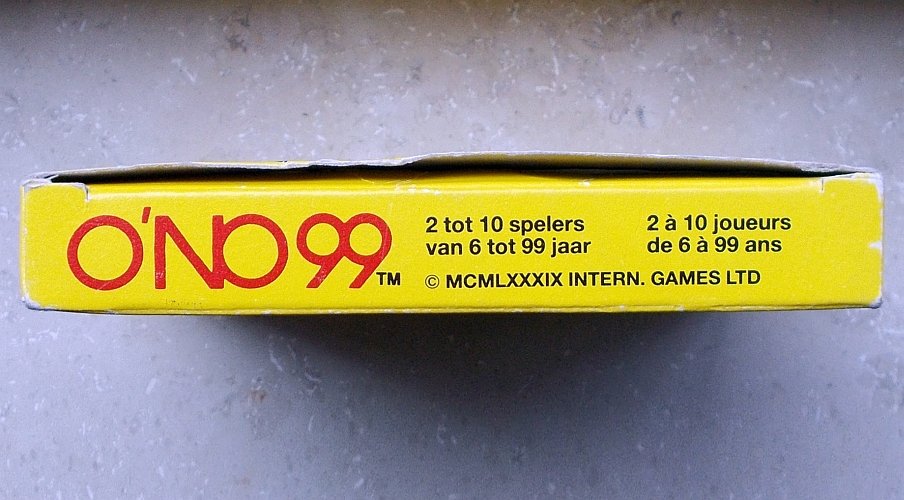 O'NO 99 ™
2 tot 10 spelers
van 6 tot 99 jaar
2 à 10 joueurs
de 6 à 99 ans
© MCMLXXXIX INTERN. GAMES LTD